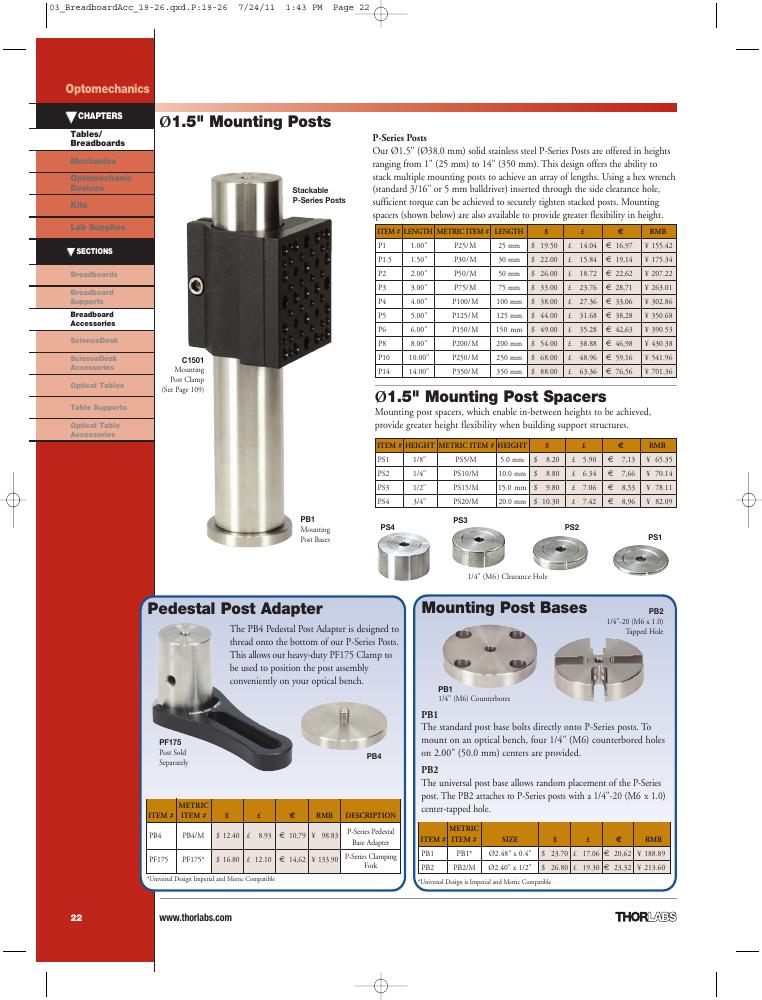 03_BreadboardAcc_19-26.qxd.P:19-26 7/24/11 1:43 PM Page 22
Optomechanics
▼CHAPTERS
Tables/
Breadboards
Mechanics
Optomechanic
Devices
Kits
Lab Supplies
▼SECTIONS
Breadboards
Breadboard
Supports
Breadboard
Accessories
ScienceDesk
ScienceDesk
Accessories
Optical Tables
Table Supports
Optical Table
Accessories
Ø1.5" Mounting Posts
Stackable
P-Series Posts
C1501
Mounting
Post Clamp
(See Page 109)
PB1
Mounting
Post Bases
P-Series Posts
Our Ø1.5" (Ø38.0 mm) solid stainless steel P-Series Posts are offered in heights
ranging from 1" (25 mm) to 14" (350 mm). This design offers the ability to
stack multiple mounting posts to achieve an array of lengths. Using a hex wrench
(standard 3/16" or 5 mm balldriver) inserted through the side clearance hole,
sufficient torque can be achieved to securely tighten stacked posts. Mounting
spacers (shown below) are also available to provide greater flexibility in height.
ITEM # LENGTH METRIC ITEM # LENGTH $ £ € RMB
P1 1.00" P25/M 25 mm $ 19.50 £ 14.04 € 16,97 ¥ 155.42
P1.5 1.50" P30/M 30 mm $ 22.00 £ 15.84 € 19,14 ¥ 175.34
P2 2.00" P50/M 50 mm $ 26.00 £ 18.72 € 22,62 ¥ 207.22
P3 3.00" P75/M 75 mm $ 33.00 £ 23.76 € 28,71 ¥ 263.01
P4 4.00" P100/M 100 mm $ 38.00 £ 27.36 € 33,06 ¥ 302.86
P5 5.00" P125/M 125 mm $ 44.00 £ 31.68 € 38,28 ¥ 350.68
P6 6.00" P150/M 150 mm $ 49.00 £ 35.28 € 42,63 ¥ 390.53
P8 8.00" P200/M 200 mm $ 54.00 £ 38.88 € 46,98 ¥ 430.38
P10 10.00" P250/M 250 mm $ 68.00 £ 48.96 € 59,16 ¥ 541.96
P14 14.00" P350/M 350 mm $ 88.00 £ 63.36 € 76,56 ¥ 701.36
Ø1.5" Mounting Post Spacers
Mounting post spacers, which enable in-between heights to be achieved,
provide greater height flexibility when building support structures.
ITEM # HEIGHT METRIC ITEM # HEIGHT $ £ € RMB
PS1 1/8" PS5/M 5.0 mm $ 8.20 £ 5.90 € 7,13 ¥ 65.35
PS2 1/4" PS10/M 10.0 mm $ 8.80 £ 6.34 € 7,66 ¥ 70.14
PS3 1/2" PS15/M 15.0 mm $ 9.80 £ 7.06 € 8,53 ¥ 78.11
PS4 3/4" PS20/M 20.0 mm $ 10.30 £ 7.42 € 8,96 ¥ 82.09
PS4
PS3
PS2
PS1
1/4" (M6) Clearance Hole
Pedestal Post Adapter
The PB4 Pedestal Post Adapter is designed to
thread onto the bottom of our P-Series Posts.
This allows our heavy-duty PF175 Clamp to
be used to position the post assembly
conveniently on your optical bench.
PF175
Post Sold
Separately
PB4
ITEM # METRIC ITEM # $ £ € RMB DESCRIPTION
PB4 PB4/M $ 12.40 £ 8.93 € 10,79 ¥ 98.83 P-Series Pedestal
Base Adapter
PF175 PF175* $ 16.80 £ 12.10 € 14,62 ¥ 133.90 P-Series Clamping
Fork
*Universal Design Imperial and Metric Compatible
Mounting Post Bases
PB2
1/4"-20 (M6 x 1.0)
Tapped Hole
PB1
1/4" (M6) Counterbores
PB1
The standard post base bolts directly onto P-Series posts. To
mount on an optical bench, four 1/4" (M6) counterbored holes
on 2.00" (50.0 mm) centers are provided.
PB2
The universal post base allows random placement of the P-Series
post. The PB2 attaches to P-Series posts with a 1/4"-20 (M6 x 1.0)
center-tapped hole.
ITEM # METRIC ITEM # SIZE $ £ € RMB
PB1 PB1* Ø2.48" x 0.4" $ 23.70 £ 17.06 € 20,62 ¥ 188.89
PB2 PB2/M Ø2.40" x 1/2" $ 26.80 £ 19.30 € 23,32 ¥ 213.60
*Universal Design is Imperial and Metric Compatible
22
www.thorlabs.com
THORLABS